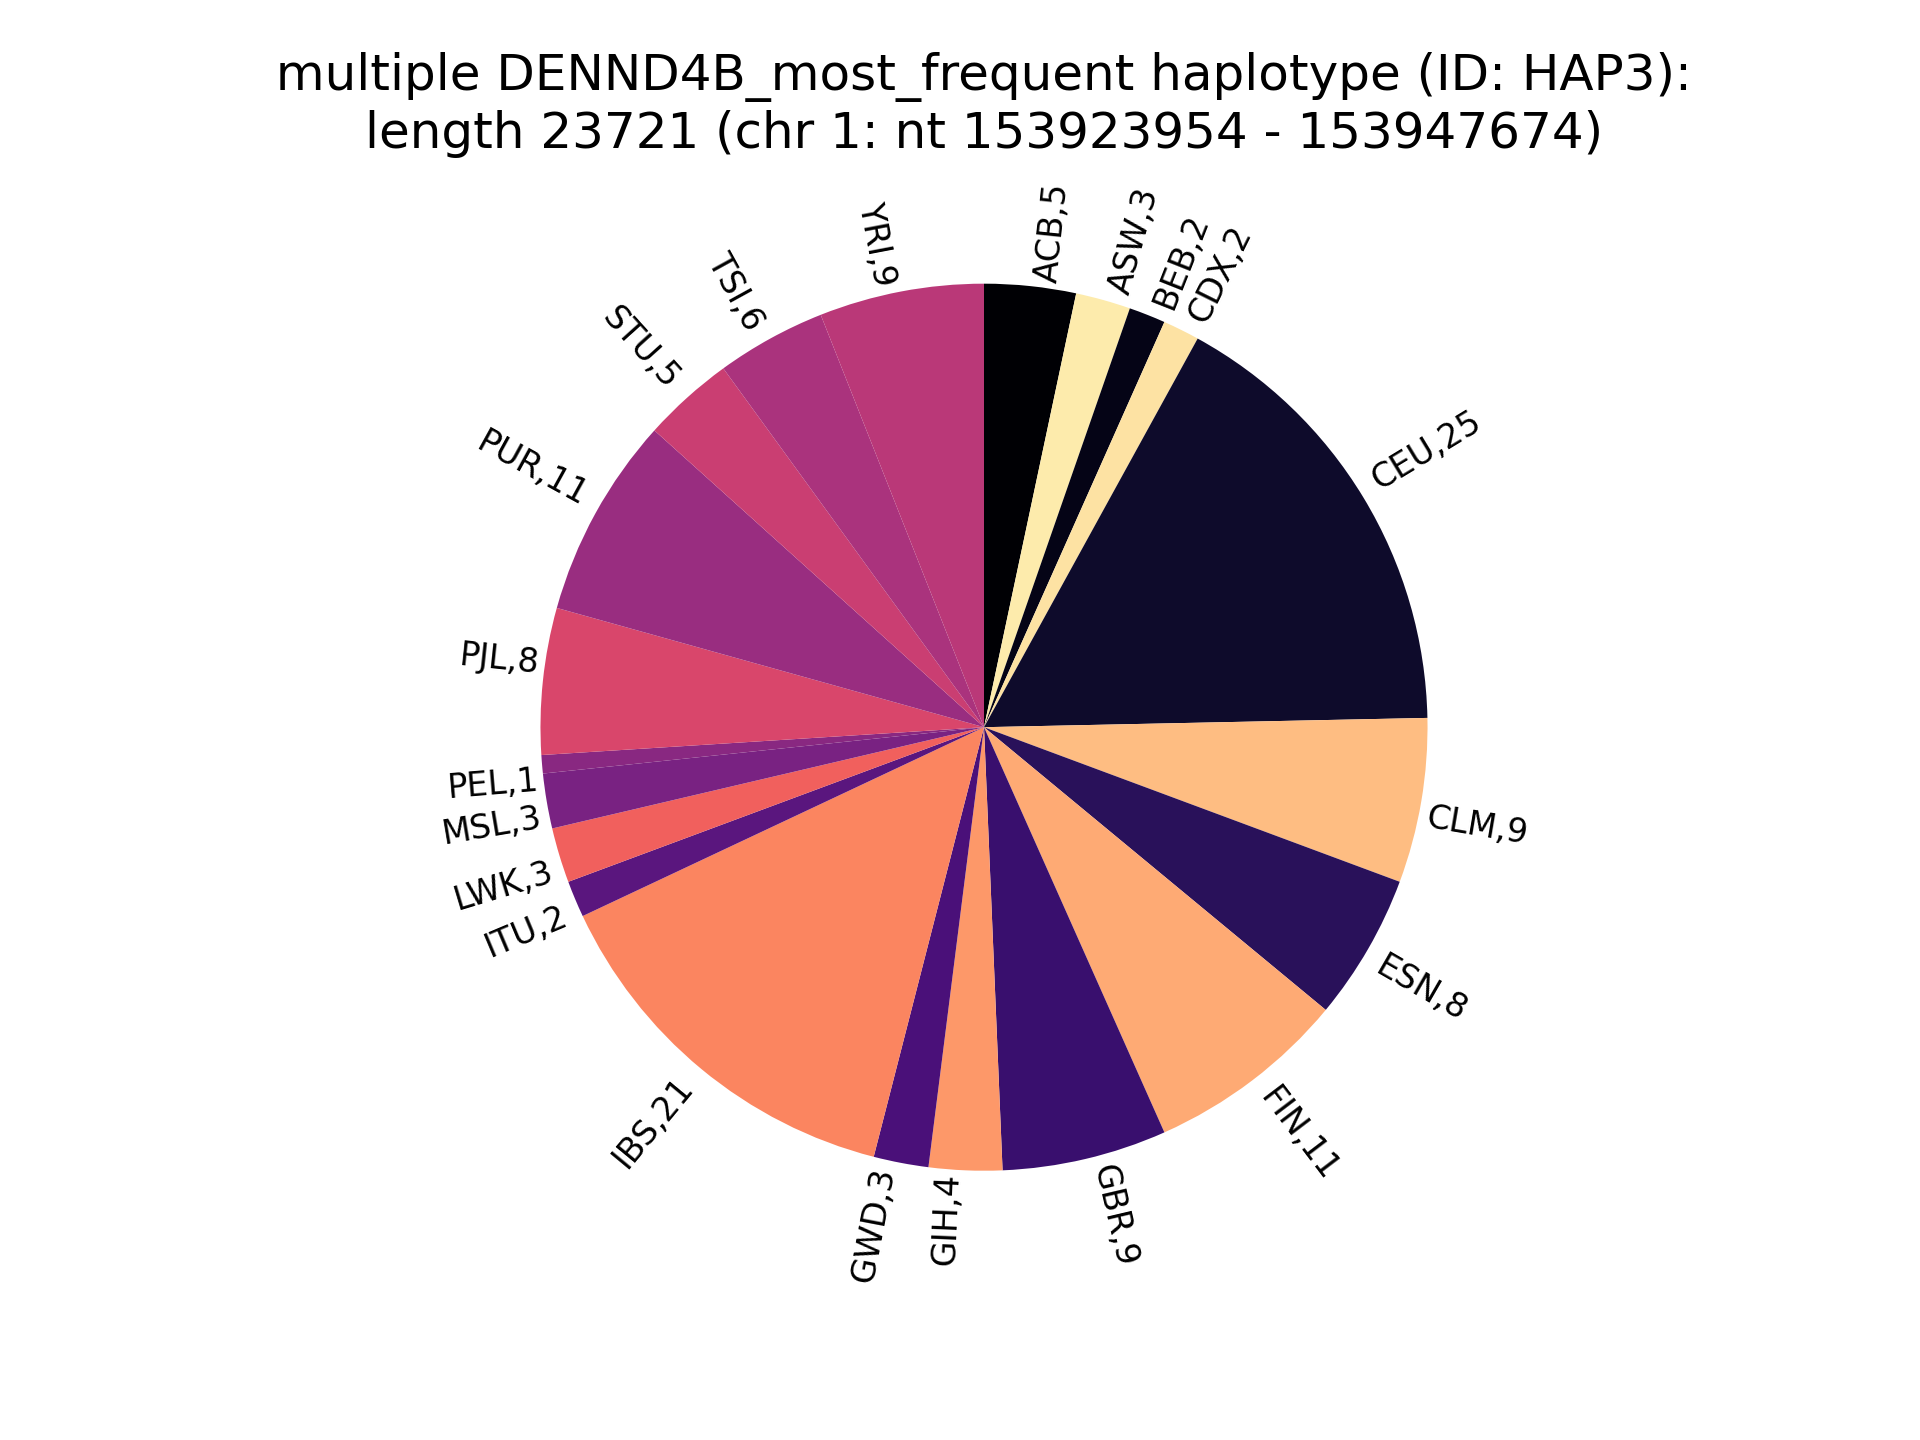 multiple DENND4B_most_frequent haplotype (ID: HAP3):
length 23721 (chr 1: nt 153923954 - 153947674)
ACB,5
ASW,3
BEB,2
CDX,2
CEU,25
CLM,9
ESN,8
FIN,11
GBR,9
GIH,4
GWD,3
IBS,21
ITU,2
LWK,3
MSL,3
PEL,1
PJL,8
PUR,11
STU,5
TSI,6
YRI,9